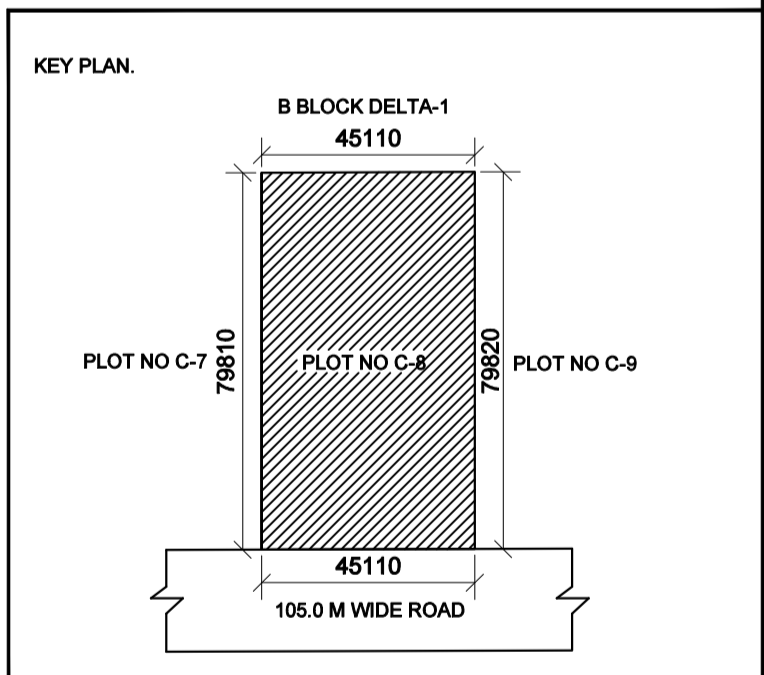 KEY PLAN.
B BLOCK DELTA-1
45110
PLOT NO C-7
79810
PLOT NO C-8
79820
PLOT NO C-9
45110
105.0 M WIDE ROAD